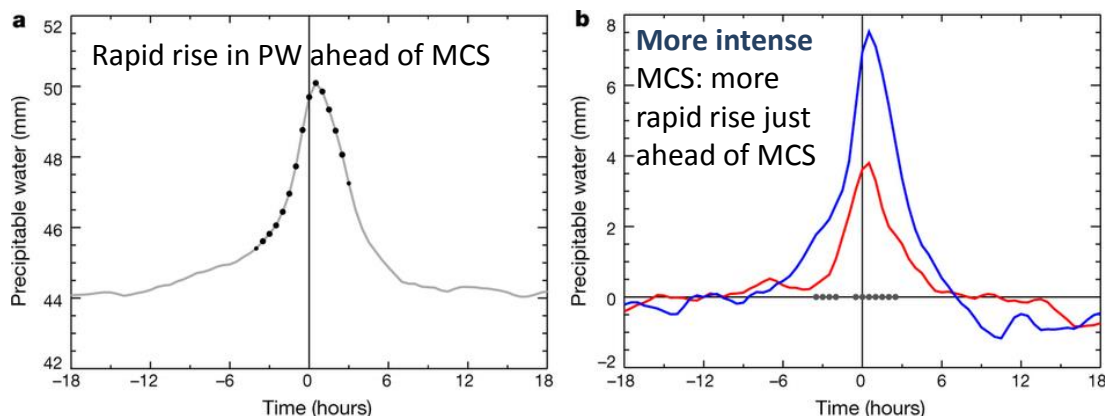 a
Rapid rise in PW ahead of MCS
Precipitable water (mm)
52
50
48
46
44
42
−18
−12
−6
0
6
12
18
Time (hours)
b
More intense
MCS: more
rapid rise just
ahead of MCS
Precipitable water (mm)
8
6
4
2
0
−2
−18
−12
−6
0
6
12
18
Time (hours)